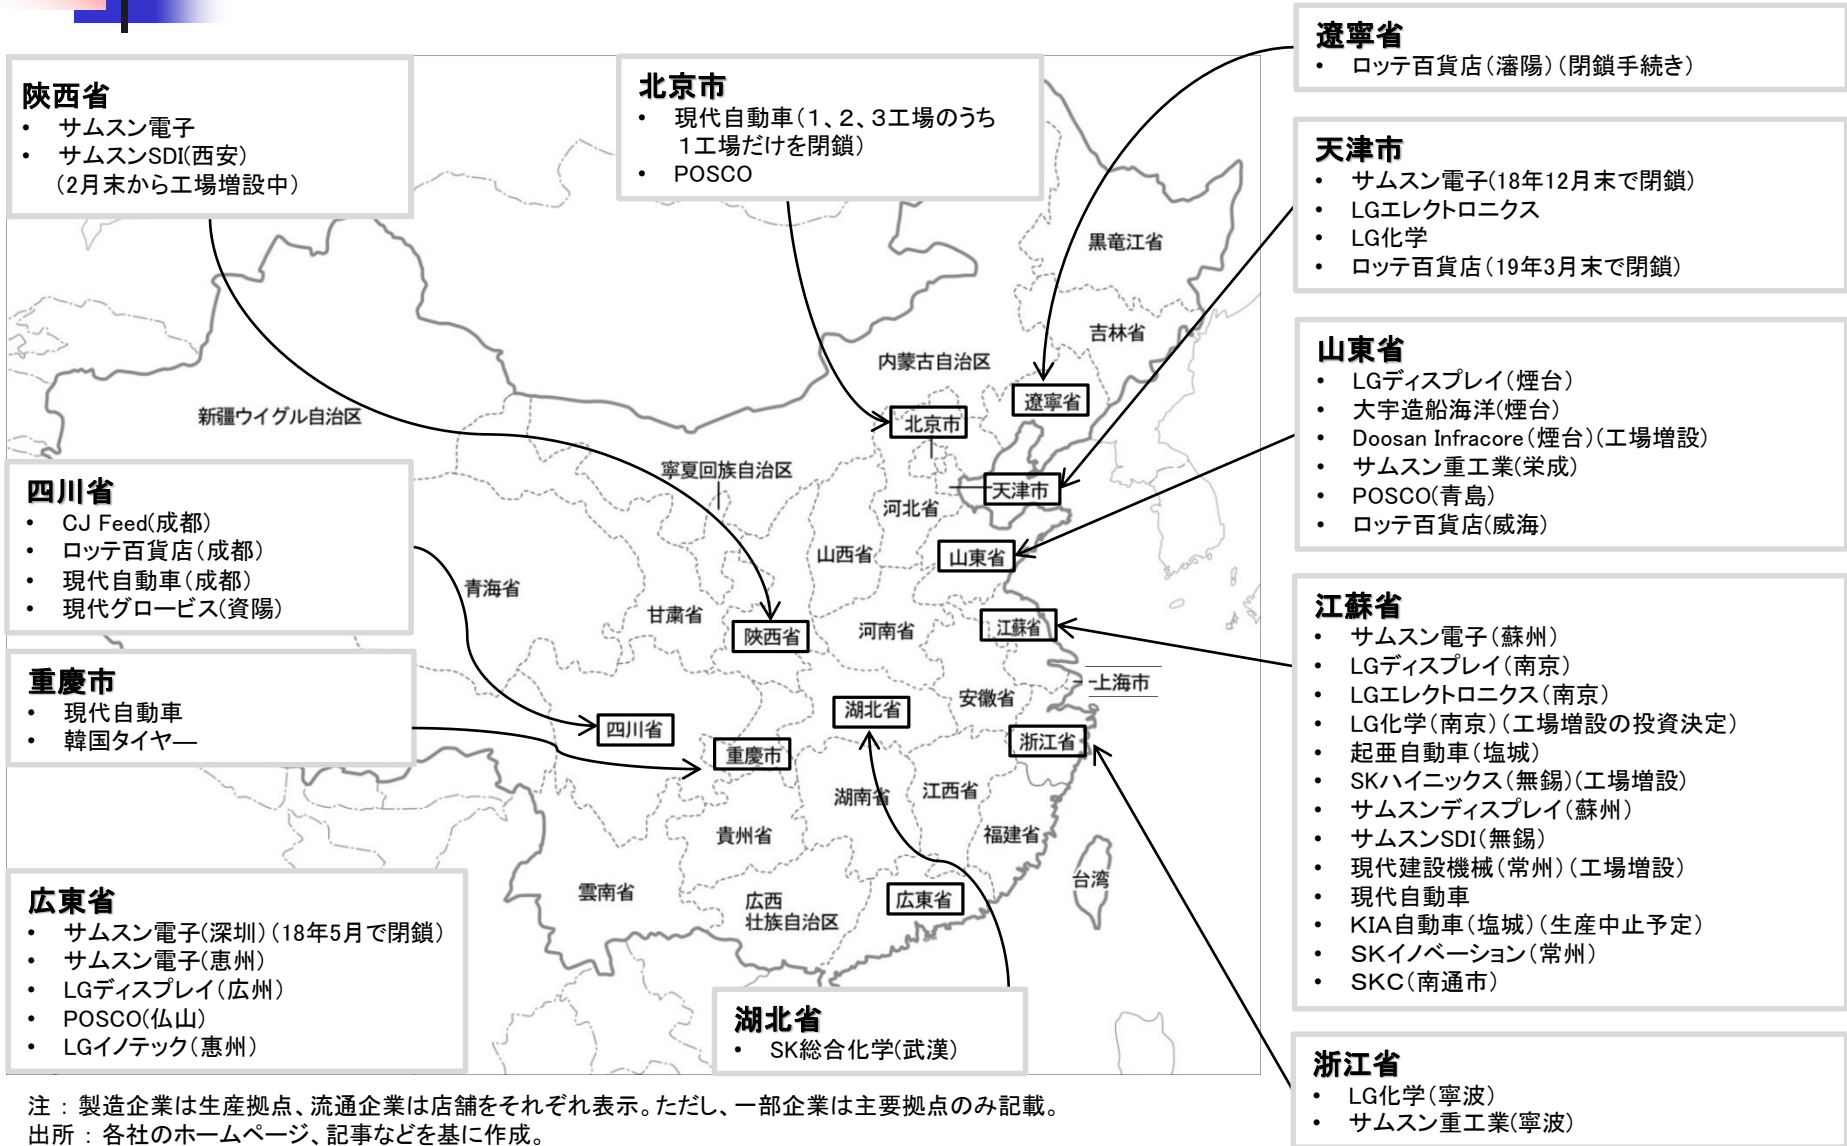 陝西省
• サムスン電子
• サムスンSDI(西安)
(2月末から工場増設中)
北京市
• 現代自動車(1、2、3工場のうち
1工場だけを閉鎖)
• POSCO
遼寧省
• ロッテ百貨店(瀋陽)(閉鎖手続き)
天津市
• サムスン電子(18年12月末で閉鎖)
• LGエレクトロニクス
• LG化学
• ロッテ百貨店(19年3月末で閉鎖)
山東省
• LGディスプレイ(煙台)
• 大宇造船海洋(煙台)
• Doosan Infracore(煙台)(工場増設)
• サムスン重工業(栄成)
• POSCO(青島)
• ロッテ百貨店(威海)
四川省
• CJ Feed(成都)
• ロッテ百貨店(成都)
• 現代自動車(成都)
• 現代グロービス(資陽)
重慶市
• 現代自動車
• 韓国タイヤ―
江蘇省
• サムスン電子(蘇州)
• LGディスプレイ(南京)
• LGエレクトロニクス(南京)
• LG化学(南京)(工場増設の投資決定)
• 起亜自動車(塩城)
• SKハイニックス(無錫)(工場増設)
• サムスンディスプレイ(蘇州)
• サムスンSDI(無錫)
• 現代建設機械(常州)(工場増設)
• 現代自動車
• KIA自動車(塩城)(生産中止予定)
• SKイノベーション(常州)
• SKC(南通市)
広東省
• サムスン電子(深圳)(18年5月で閉鎖)
• サムスン電子(恵州)
• LGディスプレイ(広州)
• POSCO(仏山)
• LGイノテック(恵州)
湖北省
• SK総合化学(武漢)
浙江省
• LG化学(寧波)
• サムスン重工業(寧波)
黒竜江省
吉林省
内蒙古自治区
遼寧省
新疆ウイグル自治区
北京市
寧夏回族自治区
天津市
河北省
山西省
山東省
青海省
甘粛省
陝西省
河南省
江蘇省
上海市
安徽省
湖北省
四川省
浙江省
重慶市
湖南省
江西省
貴州省
福建省
雲南省
台湾
広西
壮族自治区
広東省
注 : 製造企業は生産拠点、流通企業は店舗をそれぞれ表示。ただし、一部企業は主要拠点のみ記載。
出所 : 各社のホームページ、記事などを基に作成。